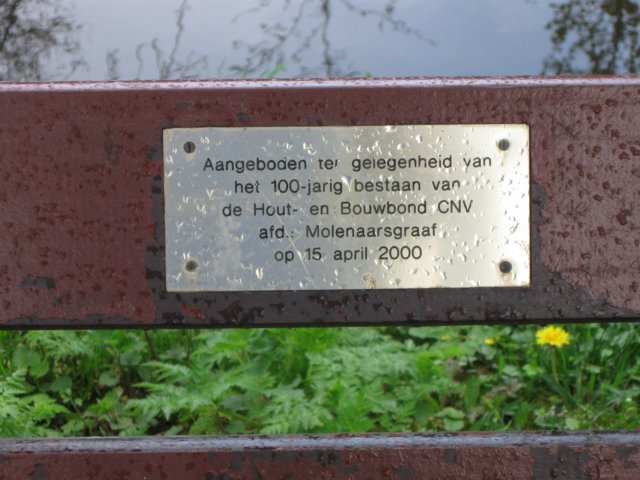 Aangeboden ter gelegenheid van
het 100-jarig bestaan van
de Hout- en Bouwbond CNV
afd.: Molenaarsgraaf
op 15 april 2000